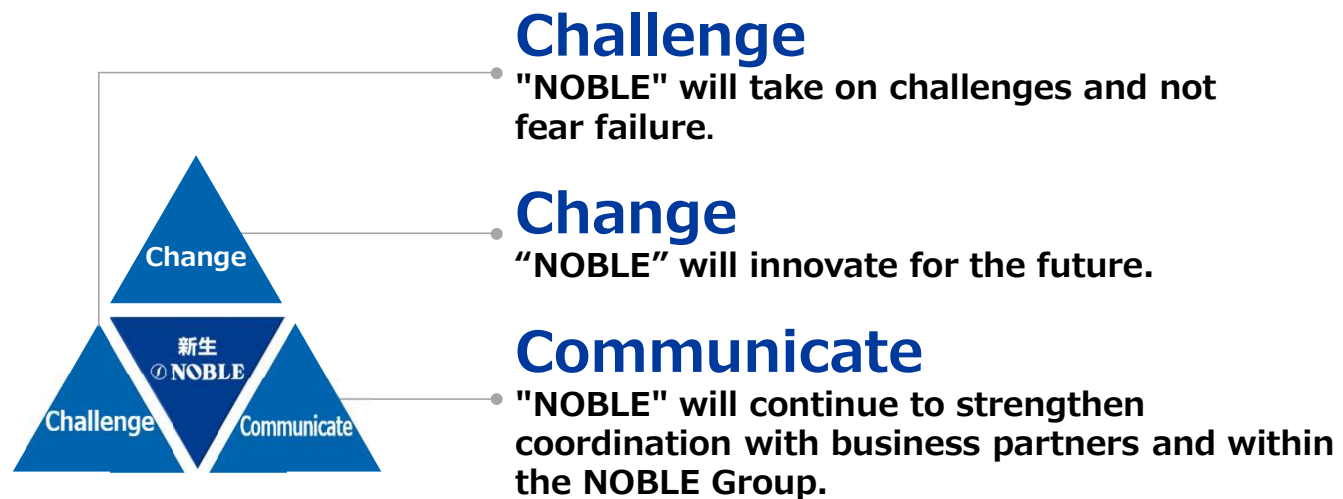 Challenge
"NOBLE" will take on challenges and not
fear failure.
Change
“NOBLE” will innovate for the future.
Communicate
"NOBLE" will continue to strengthen
coordination with business partners and within
the NOBLE Group.
Change
新生
NOBLE
Challenge
Communicate